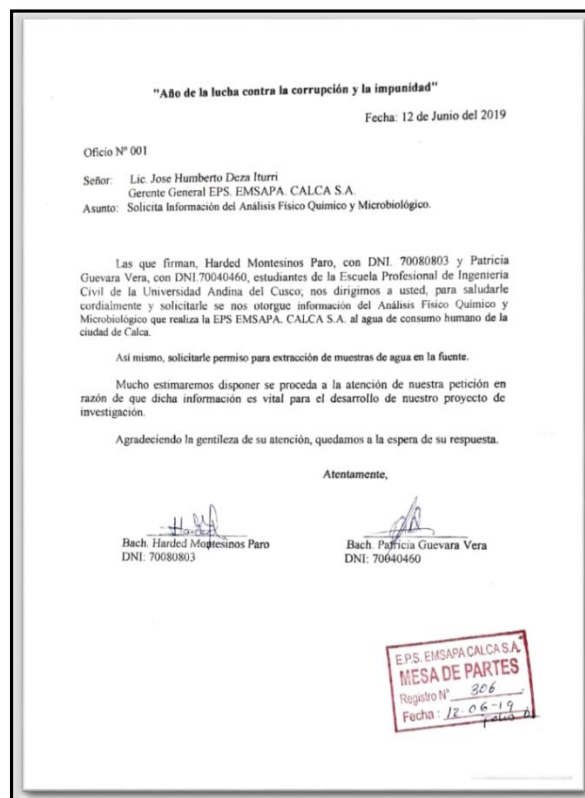 "Año de la lucha contra la corrupción y la impunidad"
Fecha: 12 de Junio del 2019
Oficio Nº 001
Señor: Lic. Jose Humberto Deza Iturri
Gerente General EPS. EMSAPA. CALCA S.A.
Asunto: Solicita Información del Análisis Físico Químico y Microbiológico.
Las que firman, Harded Montesinos Paro, con DNI. 70080803 y Patricia
Guevara Vera, con DNI.70040460, estudiantes de la Escuela Profesional de Ingeniería
Civil de la Universidad Andina del Cusco; nos dirigimos a usted, para saludarle
cordialmente y solicitarle se nos otorgue información del Análisis Físico Químico y
Microbiológico que realiza la EPS EMSAPA. CALCA S.A. al agua de consumo humano de la
ciudad de Calca.
Así mismo, solicitarle permiso para extracción de muestras de agua en la fuente.
Mucho estimaremos disponer se proceda a la atención de nuestra petición en
razón de que dicha información es vital para el desarrollo de nuestro proyecto de
investigación.
Agradeciendo la gentileza de su atención, quedamos a la espera de su respuesta.
Atentamente,
Bach. Harded Montesinos Paro
DNI: 70080803
Bach. Patricia Guevara Vera
DNI: 70040460
E.P.S. EMSAPA CALCA S.A.
MESA DE PARTES
Registro Nº 306
Fecha: 12-06-19